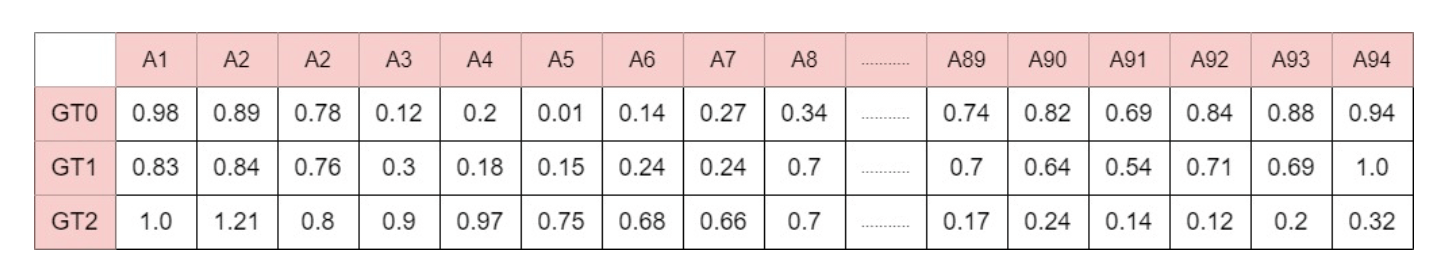 A1 A2 A2 A3 A4 A5 A6 A7 A8 ........... A89 A90 A91 A92 A93 A94
GT0 0.98 0.89 0.78 0.12 0.2 0.01 0.14 0.27 0.34 ........... 0.74 0.82 0.69 0.84 0.88 0.94
GT1 0.83 0.84 0.76 0.3 0.18 0.15 0.24 0.24 0.7 ........... 0.7 0.64 0.54 0.71 0.69 1.0
GT2 1.0 1.21 0.8 0.9 0.97 0.75 0.68 0.66 0.7 ........... 0.17 0.24 0.14 0.12 0.2 0.32